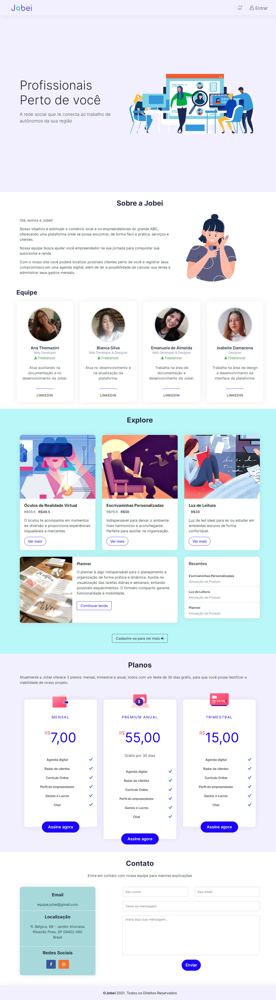 Jobei
Entrar
Profissionais
Perto de você
A rede social que te conecta ao trabalho de
autônomos da sua região
Sobre a Jobei
Olá, somos a Jobei!
Nosso objetivo é estimular o comércio local e os empreendedores do grande ABC,
oferecendo uma plataforma onde se possa encontrar, de forma fácil e prática, serviços e
clientes.
Nossa equipe busca ajudar você empreendedor na sua jornada para conquistar sua
autonomia e renda.
Com o nosso site você poderá localizar possíveis clientes perto de você e registrar seus
compromissos em uma agenda digital, além de ter a possibilidade de calcular sua renda e
administrar seus gastos mensais.
Equipe
Ana Thomazini
Web Developer
Freelancer
Atua auxiliando na
documentação e no
desenvolvimento da Jobei.
LINKEDIN
Bianca Silva
Web Developer & Designer
Freelancer
Atua no desenvolvimento e
na atualização da
plataforma.
LINKEDIN
Emanuela de Almeida
Web Developer & Designer
Freelancer
Trabalha na área de
documentação e
desenvolvimento da Jobei.
LINKEDIN
Isabelle Damacena
Designer
Freelancer
Trabalha na área de design
e desenvolvimento da
interface da plataforma.
LINKEDIN
Explore
Óculos de Realidade Virtual
R$55.5 R$49.5
O óculos te acompanha em momentos
de diversão e proporciona experiências
inigualáveis e marcantes.
Ver mais
Escrivaninhas Personalizadas
R$75.5 R$50
Indispensável para deixar o ambiente
mais harmonioso e aconchegante.
Perfeita para auxiliar na organização.
Ver mais
Luz de Leitura
R$30
Luz de led ideal para ler ou estudar em
ambientes escuros de forma
confortável.
Ver mais
Netflix
Movies
Planner
O planner é algo indispensável para o planejamento e
organização de forma prática e dinâmica. Auxilia na
visualização das tarefas diárias e semanais, evitando
possíveis esquecimentos. O formato compacto garante
funcionalidade e mobilidade.
Continuar lendo
Recentes
Escrivaninhas Personalizadas
Simulação de Produto
Luz de Leitura
Simulação de Produto
Planner
Simulação de Produto
Cadastre-se para ver mais
Planos
Atualmente a Jobei oferece 3 planos: mensal, trimestral e anual, todos com um teste de 30 dias grátis, para que você possa testificar a
viabilidade de nosso projeto.
MENSAL
R$7,00
Agenda digital
Radar de clientes
Currículo Online
Perfil do empreendedor
Gastos e Lucros
Chat
Assine agora
$
PREMIUM ANUAL
R$55,00
Grátis por 30 dias
Agenda digital
Radar de clientes
Currículo Online
Perfil do empreendedor
Gastos e Lucros
Chat
Assine agora
XXX XXX XXX
TRIMESTRAL
R$15,00
Agenda digital
Radar de clientes
Currículo Online
Perfil do empreendedor
Gastos e Lucros
Chat
Assine agora
Contato
Entre em contato com nossa equipe para maiores explicações
Email
equipe.jobei@gmail.com
Localização
R. Bélgica, 88 - Jardim Alvorada
Ribeirão Pires, SP 09402-060
Brasil
Redes Sociais
Seu nome
Seu email
Tema da mensagem
Insira aqui sua mensagem...
Enviar
©Jobei 2021. Todos os Direitos Reservados